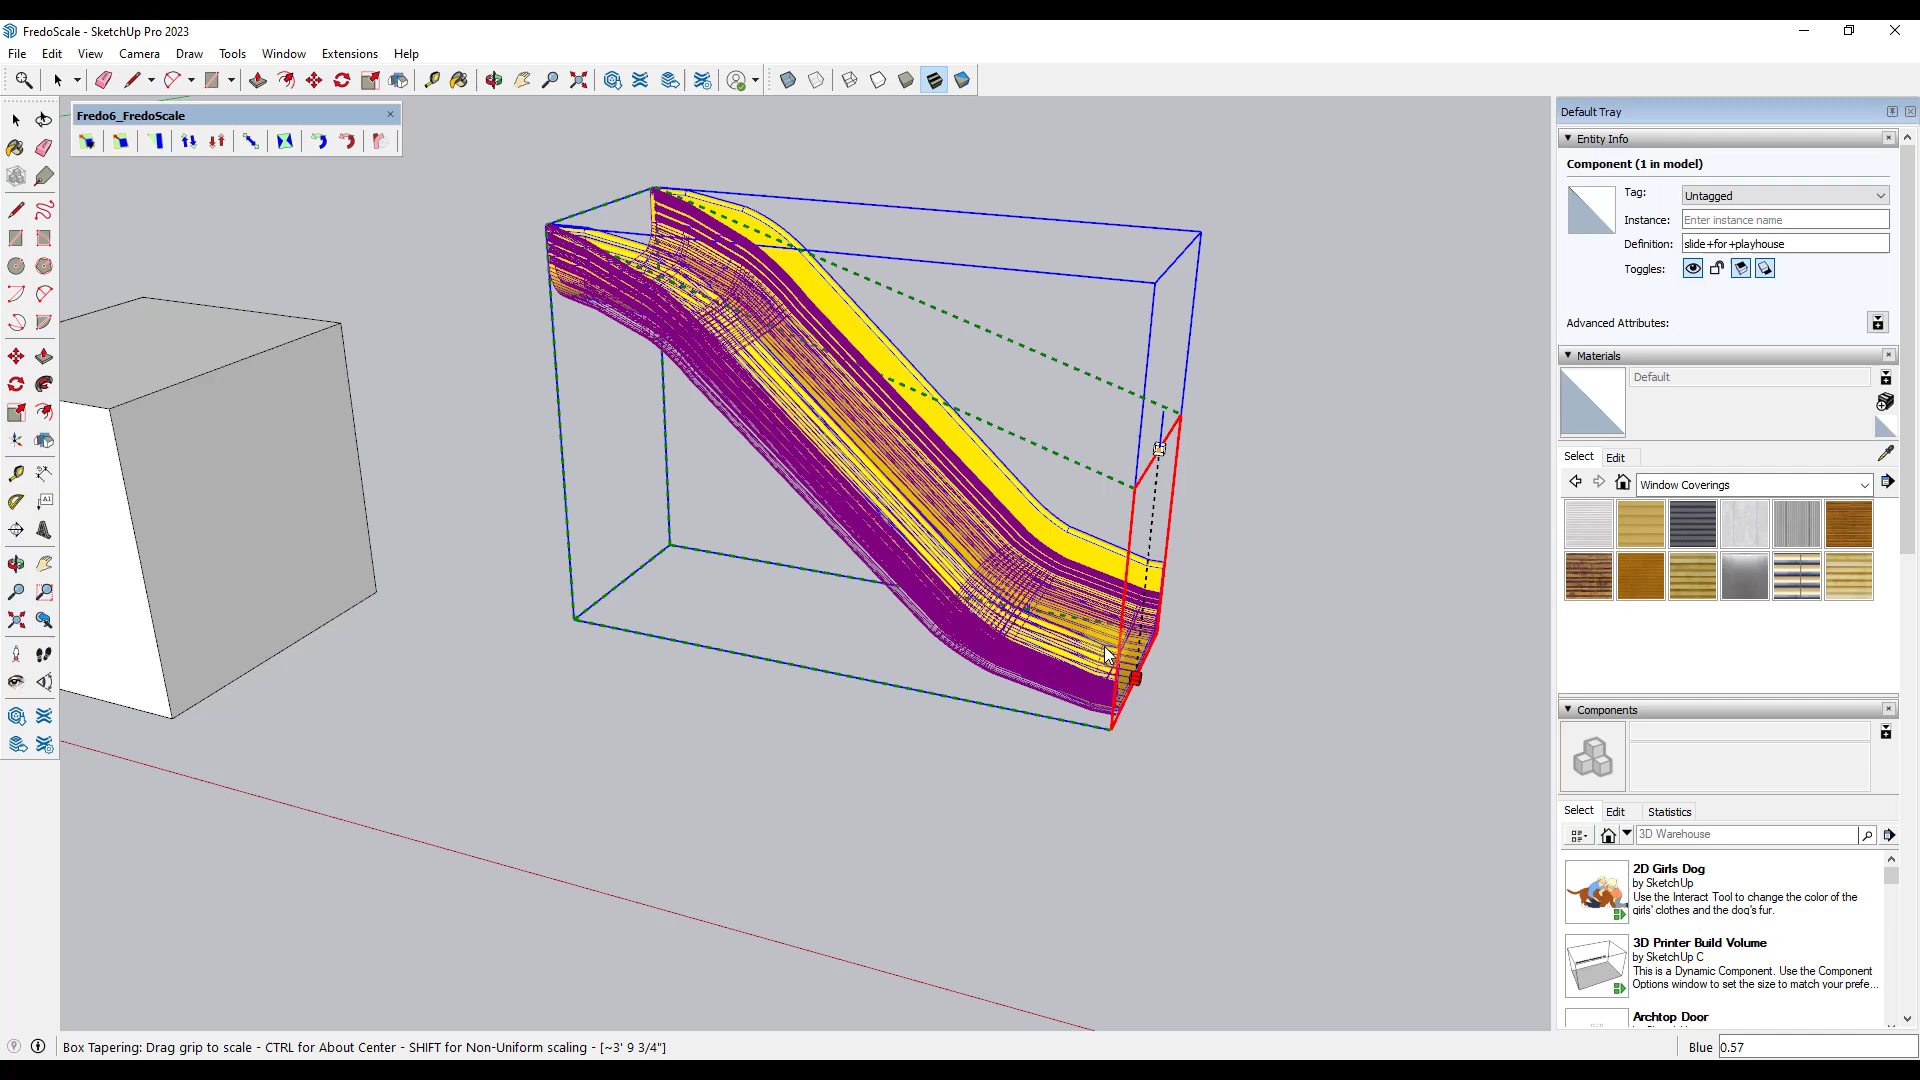 FredoScale - SketchUp Pro 2023
File Edit View Camera Draw Tools Window Extensions Help
Fredo6_FredoScale
Default Tray
Entity Info
Component (1 in model)
Tag: Untagged
Instance: Enter instance name
Definition: slide+for+playhouse
Toggles:
Advanced Attributes:
Materials
Default
Select Edit
Window Coverings
Components
Select Edit Statistics
3D Warehouse
2D Girls Dog
by SketchUp
Use the Interact Tool to change the color of the
girls' clothes and the dog's fur.
3D Printer Build Volume
by SketchUp C
This is a Dynamic Component. Use the Component
Options window to set the size to match your prefe...
Archtop Door
Box Tapering: Drag grip to scale - CTRL for About Center - SHIFT for Non-Uniform scaling - [~3' 9 3/4"]
Blue 0.57